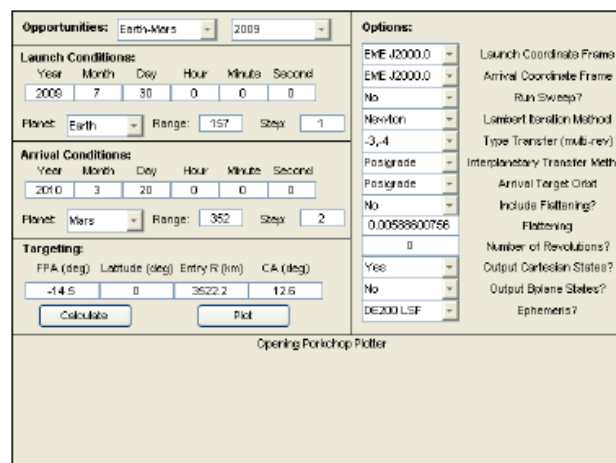 Opportunities: Earth-Mars 2009
Launch Conditions:
Year Month Day Hour Minute Second
2009 7 30 0 0 0
Planet: Earth Range: 157 Step: 1
Arrival Conditions:
Year Month Day Hour Minute Second
2010 3 20 0 0 0
Planet: Mars Range: 352 Step: 2
Targeting:
FPA (deg) Latitude (deg) Entry R (km) CA (deg)
-14.5 0 3522.2 12.6
Calculate Plot
Options:
EME J2000.0 Launch Coordinate Frame
EME J2000.0 Arrival Coordinate Frame
No Run Sweep?
Newton Lambert Iteration Method
-3,-4 Type Transfer (multi-rev)
Posigrade Interplanetary Transfer Meth
Posigrade Arrival Target Orbit
No Include Flattening?
0.00588600756 Flattening
0 Number of Revolutions?
Yes Output Cartesian States?
No Output Bplane States?
DE200 LSF Ephemeris?
Opening Porkchop Plotter